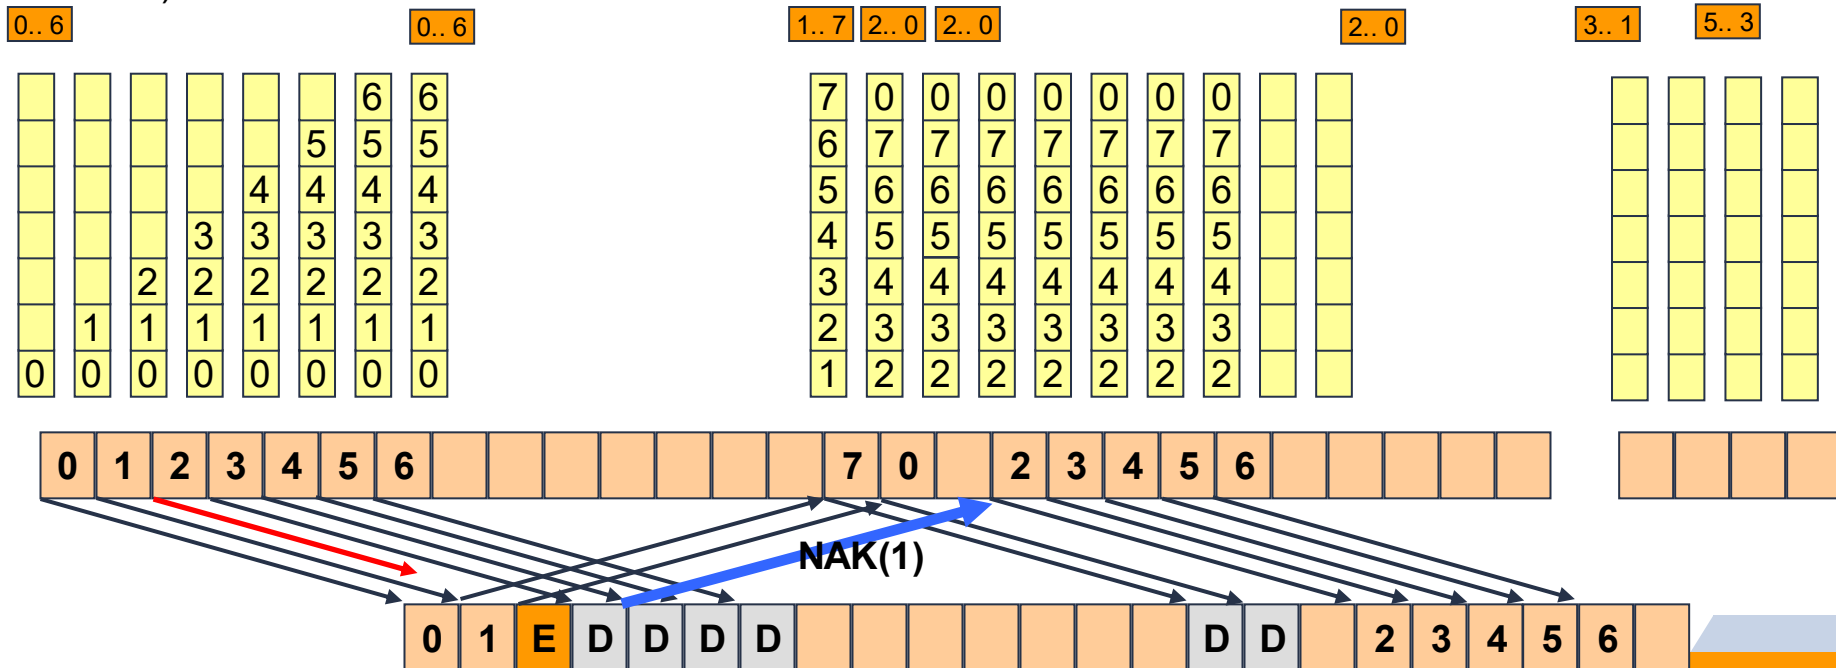 0.. 6 0.. 6 1.. 7 2.. 0 2.. 0 2.. 0 3.. 1 5.. 3
6 6 7 0 0 0 0 0 0 0
5 5 5 6 7 7 7 7 7 7 7
4 4 4 4 5 6 6 6 6 6 6 6
3 3 3 3 3 4 5 5 5 5 5 5 5
2 2 2 2 2 2 3 4 4 4 4 4 4 4
1 1 1 1 1 1 1 2 3 3 3 3 3 3 3
0 0 0 0 0 0 0 0 1 2 2 2 2 2 2 2
0 1 2 3 4 5 6 7 0 2 3 4 5 6
NAK(1)
0 1 E D D D D D D 2 3 4 5 6